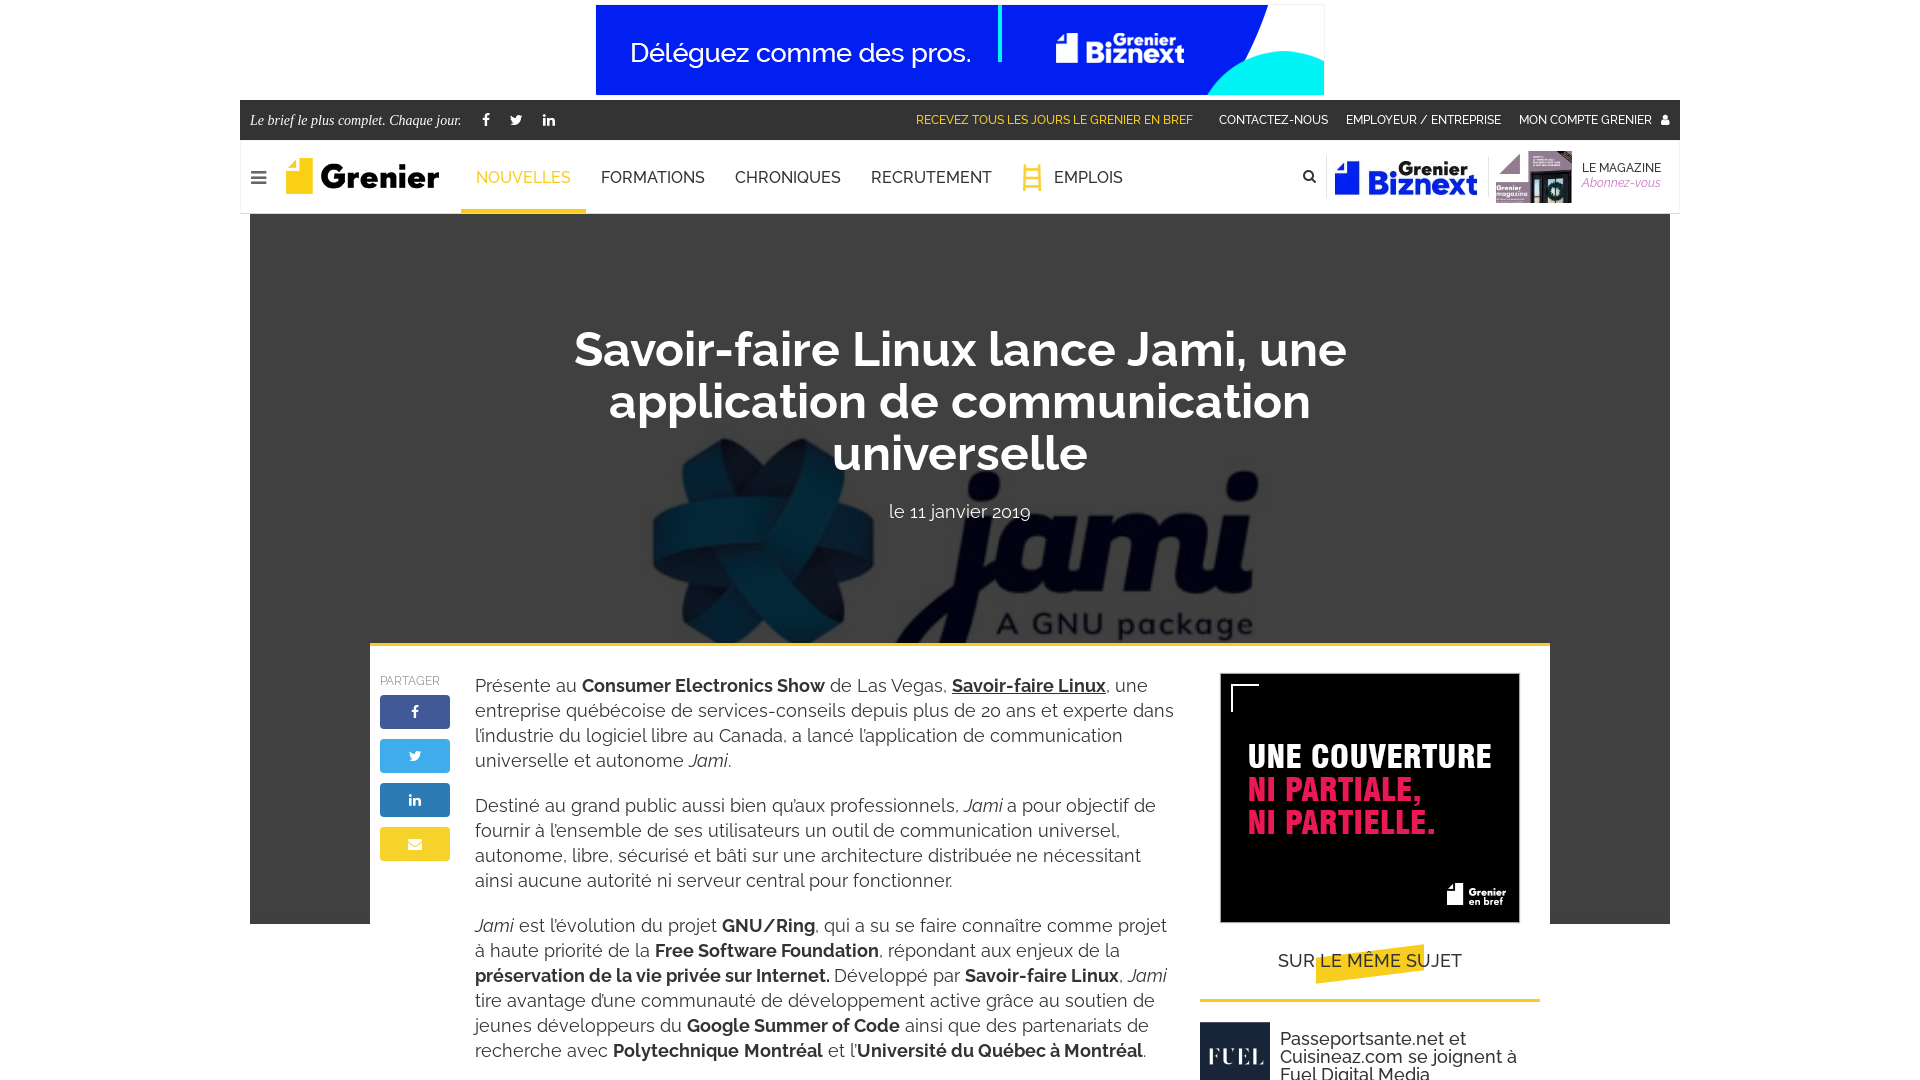 Déléguez comme des pros.
Grenier
Biznext
Le brief le plus complet. Chaque jour.
RECEVEZ TOUS LES JOURS LE GRENIER EN BREF
CONTACTEZ-NOUS
EMPLOYEUR / ENTREPRISE
MON COMPTE GRENIER
Grenier
NOUVELLES
FORMATIONS
CHRONIQUES
RECRUTEMENT
EMPLOIS
Grenier
Biznext
Grenier
magazine
LE MAGAZINE
Abonnez-vous
Savoir-faire Linux lance Jami, une
application de communication
universelle
le 11 janvier 2019
jami
A GNU package
PARTAGER
Présente au Consumer Electronics Show de Las Vegas, Savoir-faire Linux, une
entreprise québécoise de services-conseils depuis plus de 20 ans et experte dans
l’industrie du logiciel libre au Canada, a lancé l’application de communication
universelle et autonome Jami.
Destiné au grand public aussi bien qu’aux professionnels, Jami a pour objectif de
fournir à l’ensemble de ses utilisateurs un outil de communication universel,
autonome, libre, sécurisé et bâti sur une architecture distribuée ne nécessitant
ainsi aucune autorité ni serveur central pour fonctionner.
Jami est l’évolution du projet GNU/Ring, qui a su se faire connaître comme projet
à haute priorité de la Free Software Foundation, répondant aux enjeux de la
préservation de la vie privée sur Internet. Développé par Savoir-faire Linux, Jami
tire avantage d’une communauté de développement active grâce au soutien de
jeunes développeurs du Google Summer of Code ainsi que des partenariats de
recherche avec Polytechnique Montréal et l’Université du Québec à Montréal.
UNE COUVERTURE
NI PARTIALE,
NI PARTIELLE.
Grenier
en bref
SUR LE MÊME SUJET
FUEL
Passeportsante.net et
Cuisineaz.com se joignent à
Fuel Digital Media